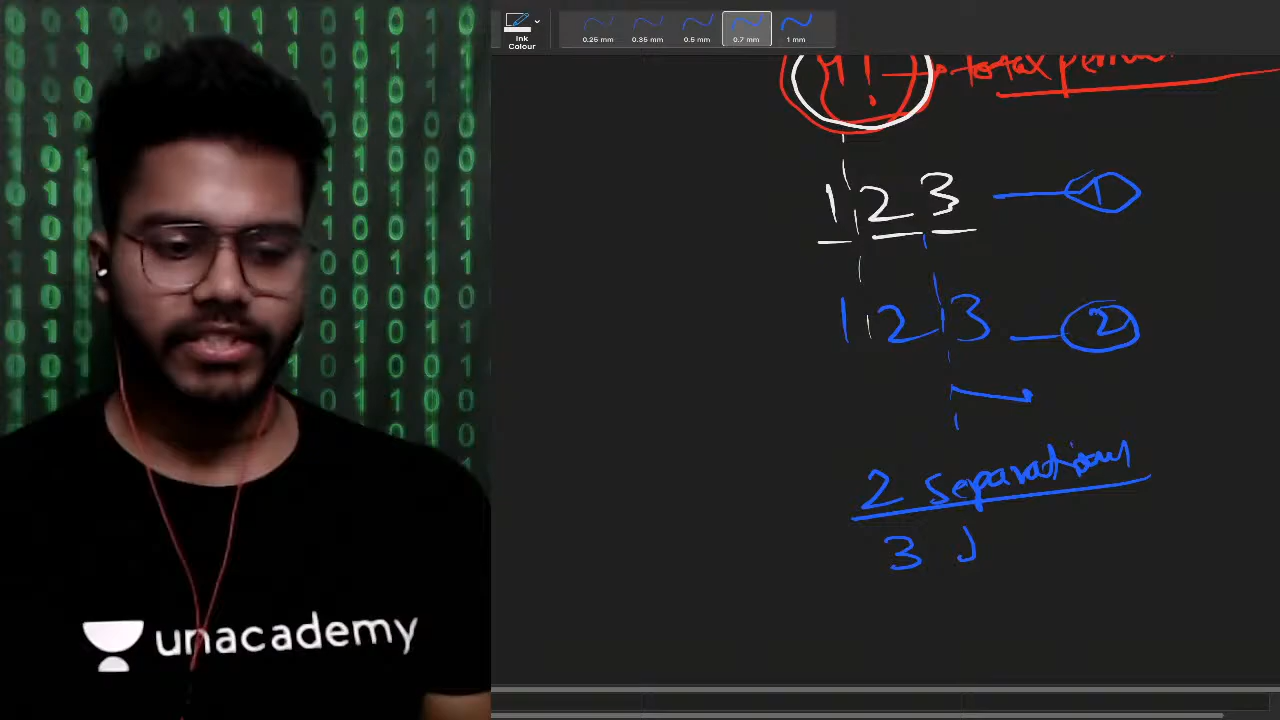 Ink
Colour
0.25 mm
0.35 mm
0.5 mm
0.7 mm
1 mm
! total
1 2 3 1
1 2 3 2
2 separations
3
unacademy